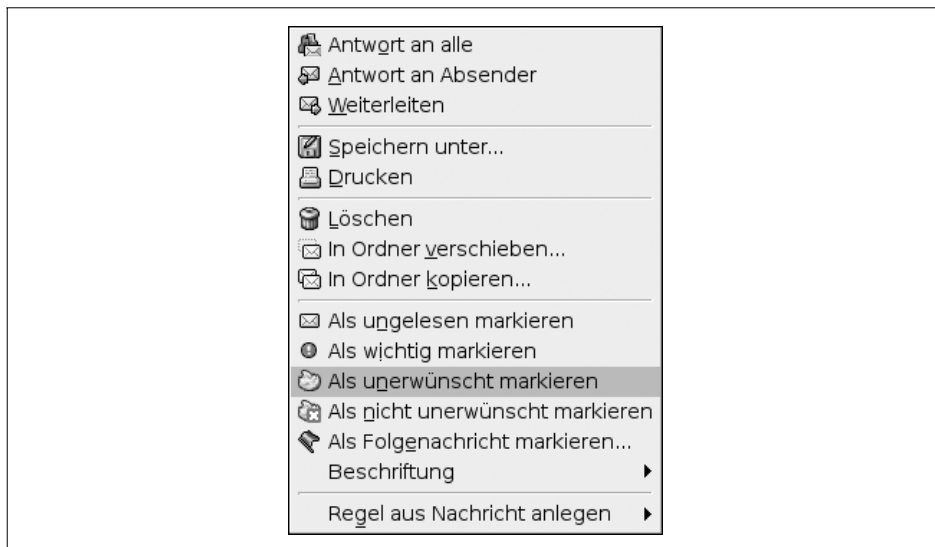 Antwort an alle
Antwort an Absender
Weiterleiten
Speichern unter...
Drucken
Löschen
In Ordner verschieben...
In Ordner kopieren...
Als ungelesen markieren
Als wichtig markieren
Als unerwünscht markieren
Als nicht unerwünscht markieren
Als Folgenachricht markieren...
Beschriftung
Regel aus Nachricht anlegen